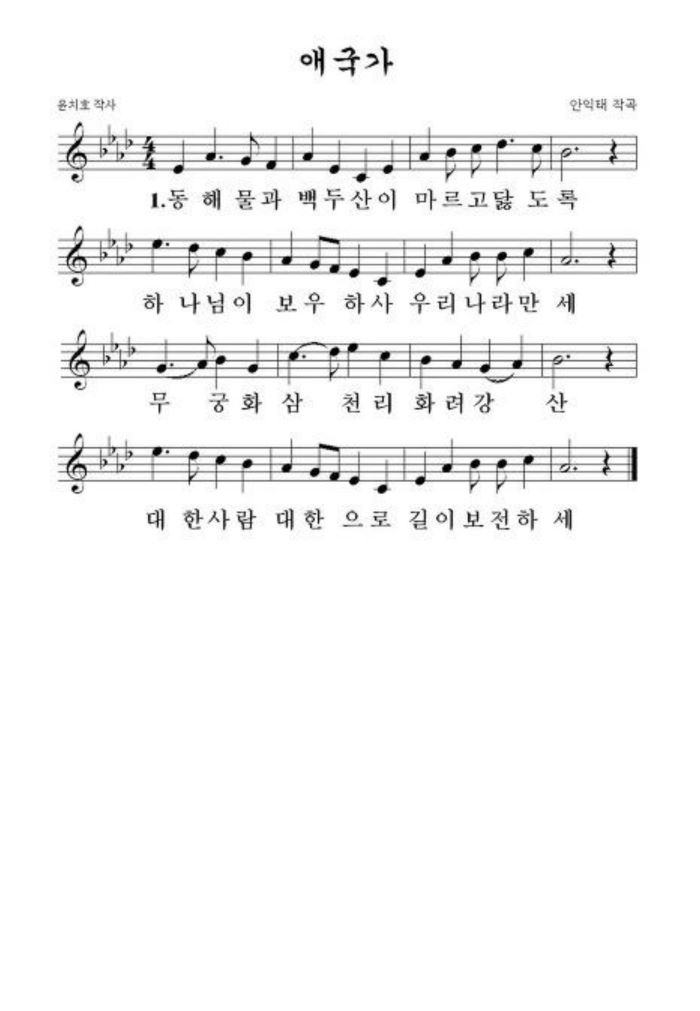 애국가
윤치호 작사
안익태 작곡
1.동 해 물과 백두산이 마르고닳 도록
하 나님이 보우 하사 우리나라만 세
무 궁화 삼 천리 화려강 산
대 한사람 대한 으로 길이보전하 세